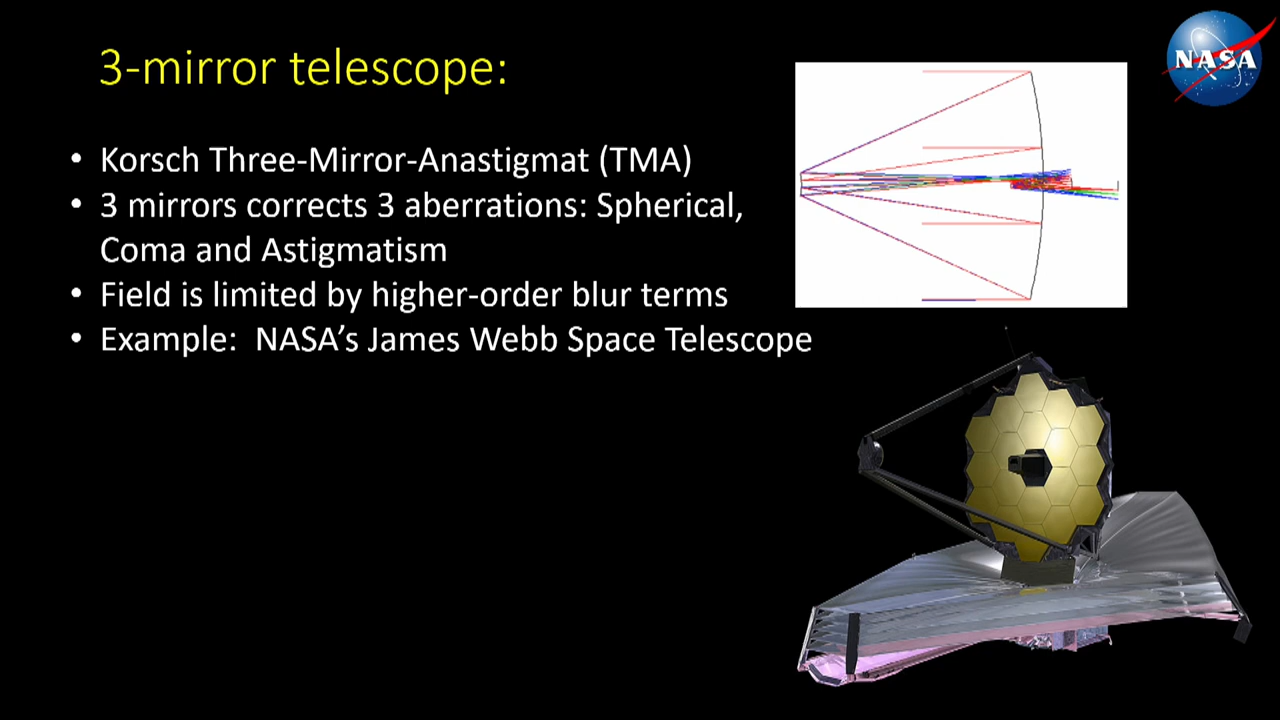 NASA
3-mirror telescope:
• Korsch Three-Mirror-Anastigmat (TMA)
• 3 mirrors corrects 3 aberrations: Spherical,
Coma and Astigmatism
• Field is limited by higher-order blur terms
• Example:  NASA’s James Webb Space Telescope